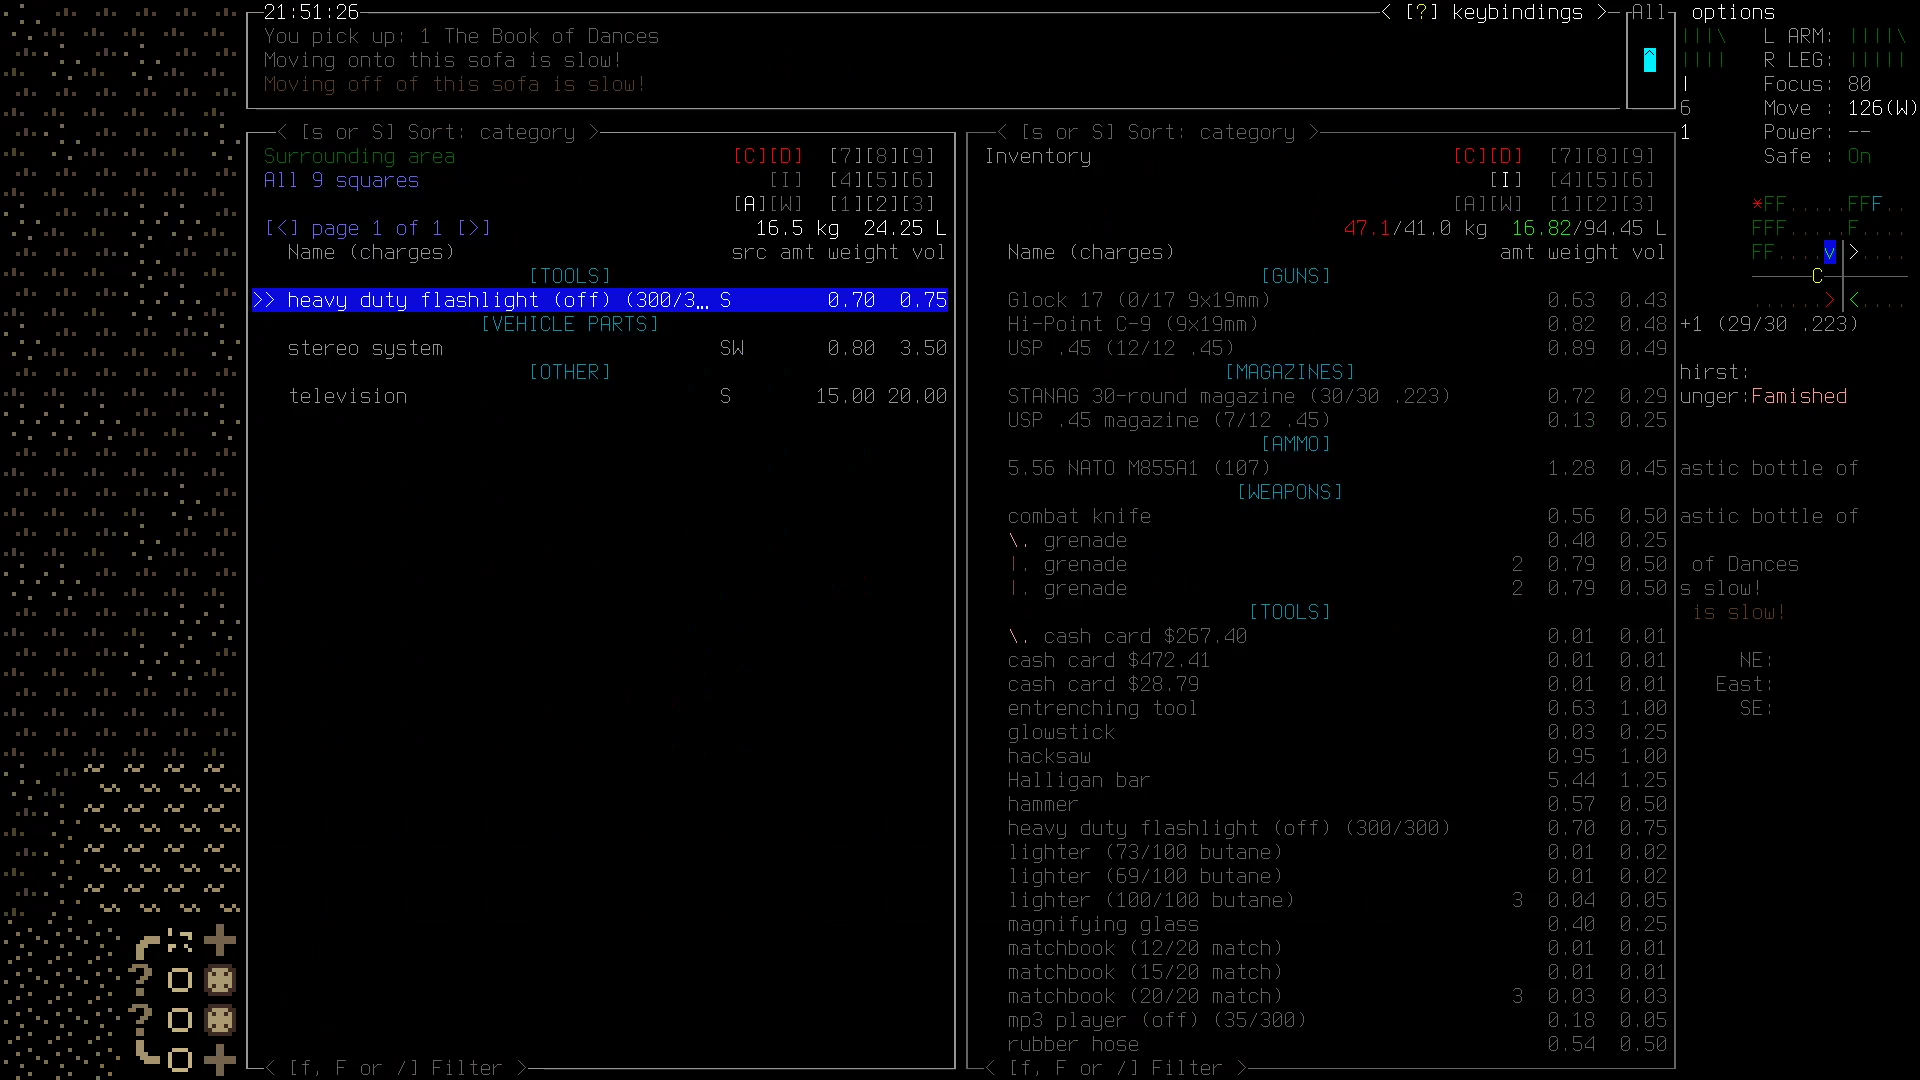 21:51:26 < [?] keybindings > All options
You pick up: 1 The Book of Dances L ARM:
Moving onto this sofa is slow! R LEG:
Moving off of this sofa is slow! Focus: 80
6 Move : 126(W)
< [s or S] Sort: category > < [s or S] Sort: category > 1 Power: --
Surrounding area [C][D] [7][8][9] Inventory [C][D] [7][8][9] Safe : On
All 9 squares [I] [4][5][6] [I] [4][5][6]
[A][W] [1][2][3] [A][W] [1][2][3] *FF.....FFF..
[<] page 1 of 1 [>] 16.5 kg 24.25 L 47.1/41.0 kg 16.82/94.45 L FFF.....F....
Name (charges) src amt weight vol Name (charges) amt weight vol FF....v >....
[TOOLS] [GUNS] C
>> heavy duty flashlight (off) (300/3… S 0.70 0.75 Glock 17 (0/17 9x19mm) 0.63 0.43 ......> <....
[VEHICLE PARTS] Hi-Point C-9 (9x19mm) 0.82 0.48 +1 (29/30 .223)
stereo system SW 0.80 3.50 USP .45 (12/12 .45) 0.89 0.49
[OTHER] [MAGAZINES] hirst:
television S 15.00 20.00 STANAG 30-round magazine (30/30 .223) 0.72 0.29 unger:Famished
USP .45 magazine (7/12 .45) 0.13 0.25
[AMMO]
5.56 NATO M855A1 (107) 1.28 0.45 astic bottle of
[WEAPONS]
combat knife 0.56 0.50 astic bottle of
\. grenade 0.40 0.25
|. grenade 2 0.79 0.50 of Dances
|. grenade 2 0.79 0.50 s slow!
[TOOLS] is slow!
\. cash card $267.40 0.01 0.01
cash card $472.41 0.01 0.01 NE:
cash card $28.79 0.01 0.01 East:
entrenching tool 0.63 1.00 SE:
glowstick 0.03 0.25
hacksaw 0.95 1.00
Halligan bar 5.44 1.25
hammer 0.57 0.50
heavy duty flashlight (off) (300/300) 0.70 0.75
lighter (73/100 butane) 0.01 0.02
lighter (69/100 butane) 0.01 0.02
lighter (100/100 butane) 3 0.04 0.05
magnifying glass 0.40 0.25
matchbook (12/20 match) 0.01 0.01
matchbook (15/20 match) 0.01 0.01
matchbook (20/20 match) 3 0.03 0.03
mp3 player (off) (35/300) 0.18 0.05
rubber hose 0.54 0.50
< [f, F or /] Filter > < [f, F or /] Filter >